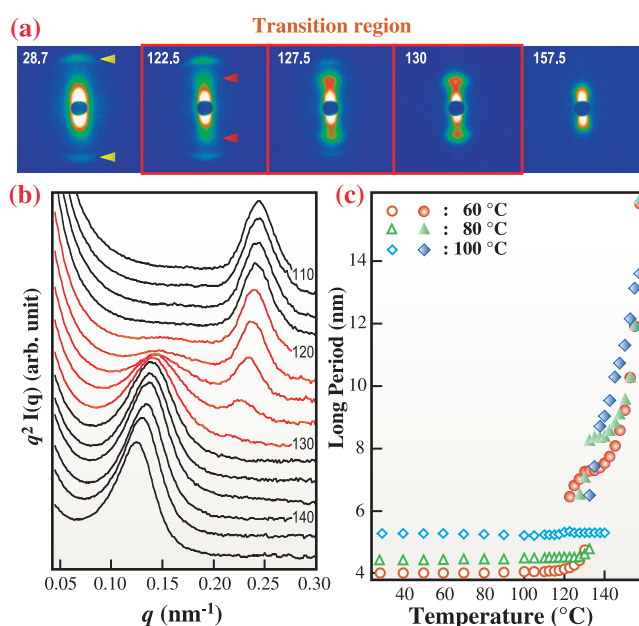 Transition region
(a)
28.7 122.5 127.5 130 157.5
(b)
110
120
130
140
q² I(q) (arb. unit)
0.05 0.10 0.15 0.20 0.25 0.30
q (nm⁻¹)
(c)
: 60 °C
: 80 °C
: 100 °C
14
12
10
8
6
4
Long Period (nm)
40 60 80 100 120 140
Temperature (°C)